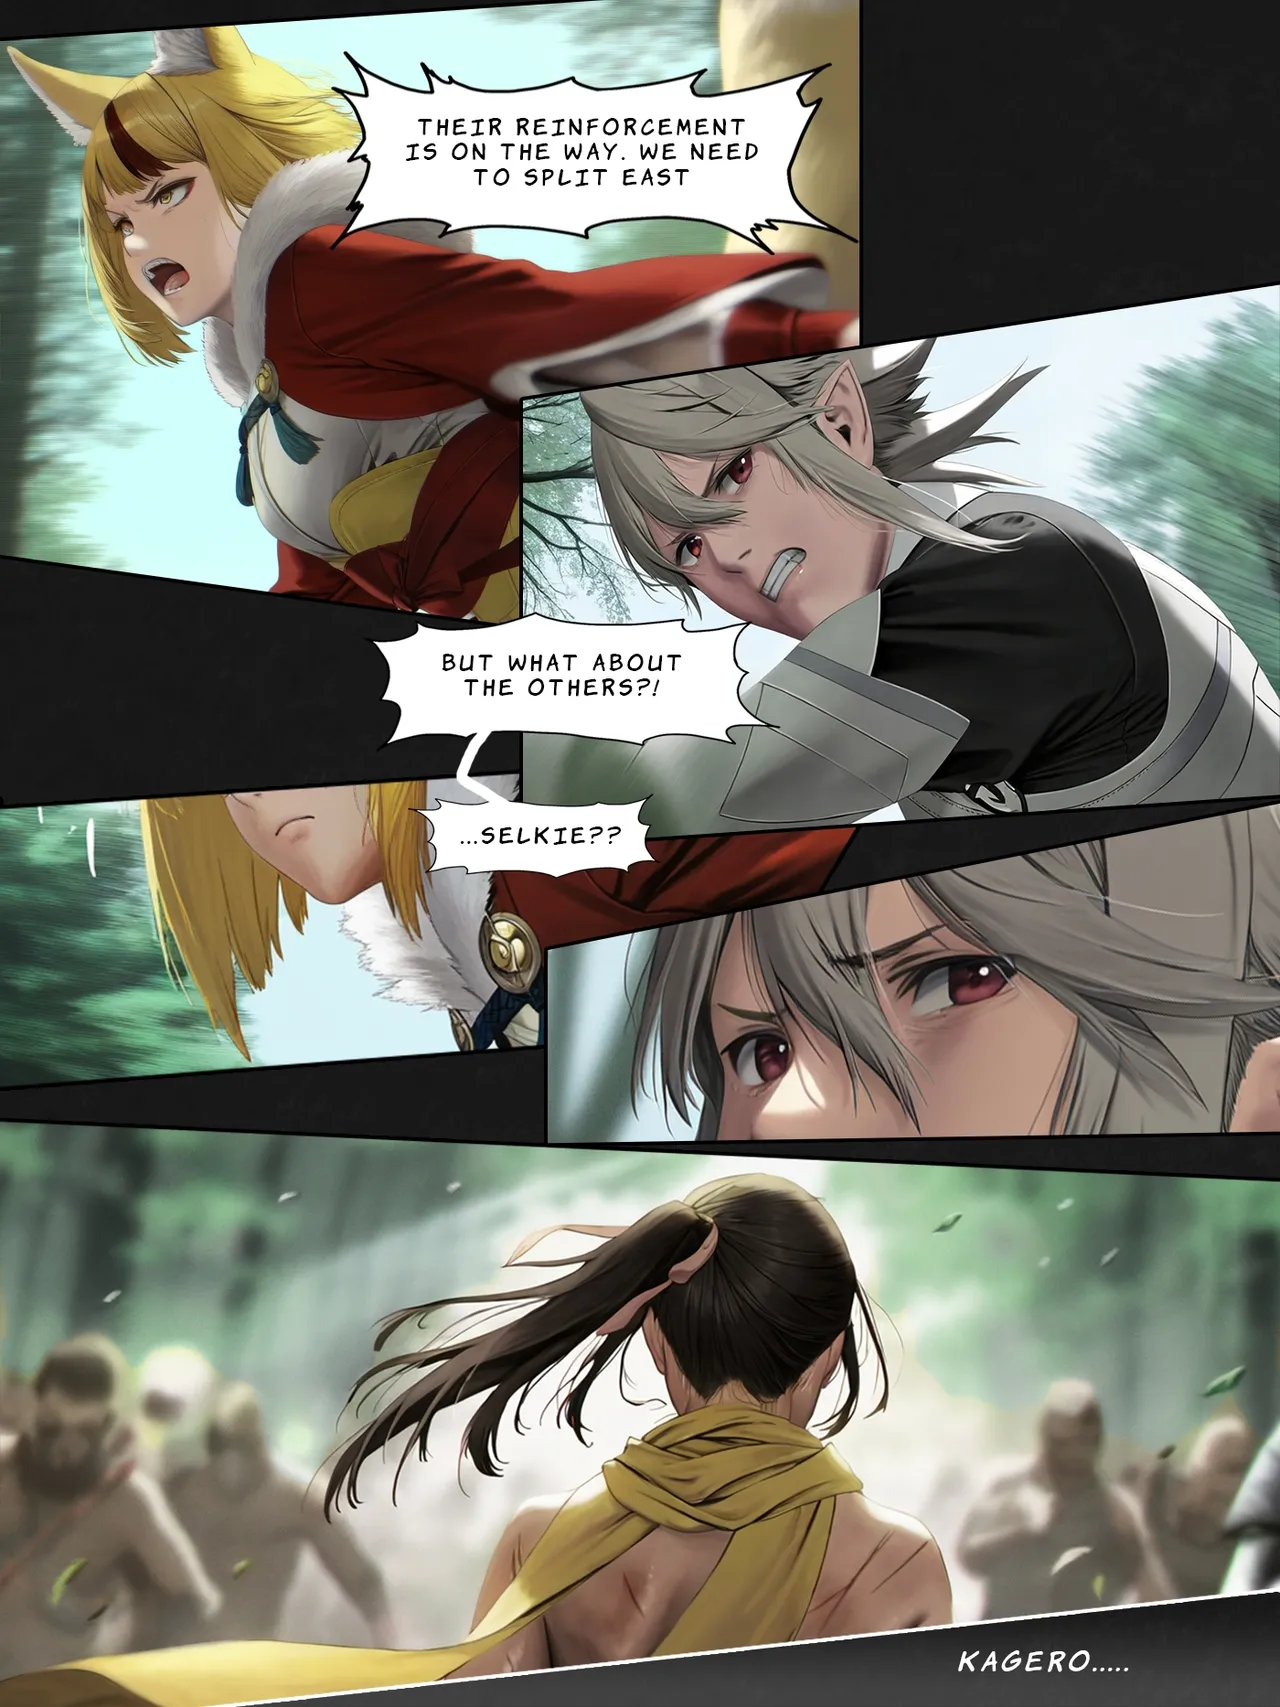 THEIR REINFORCEMENT
IS ON THE WAY. WE NEED
TO SPLIT EAST
BUT WHAT ABOUT
THE OTHERS?!
...SELKIE??
KAGERO.....